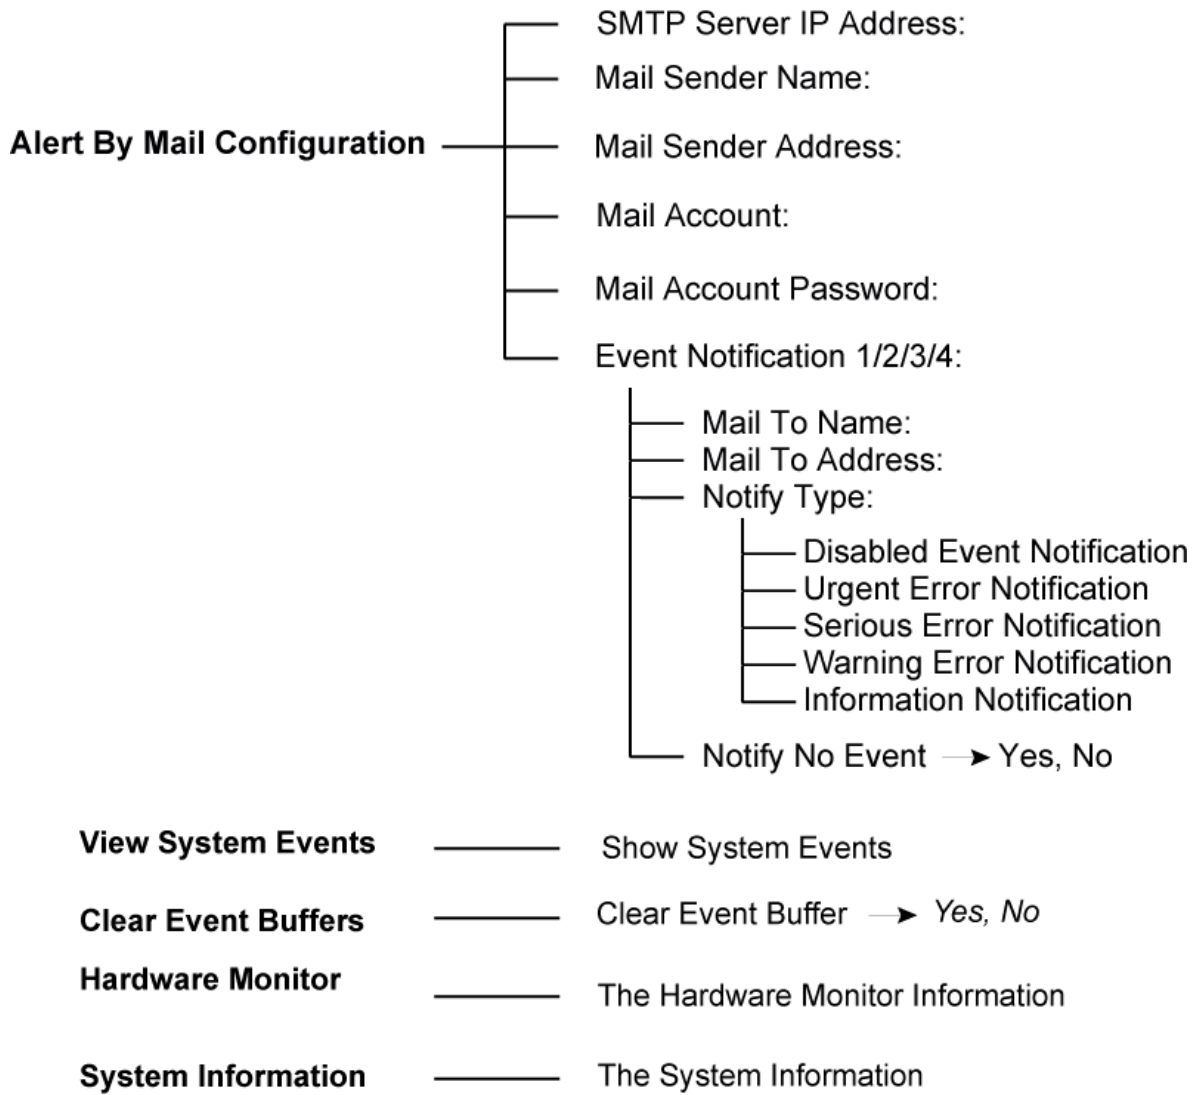 SMTP Server IP Address:
Mail Sender Name:
Alert By Mail Configuration
Mail Sender Address:
Mail Account:
Mail Account Password:
Event Notification 1/2/3/4:
Mail To Name:
Mail To Address:
Notify Type:
Disabled Event Notification
Urgent Error Notification
Serious Error Notification
Warning Error Notification
Information Notification
Notify No Event Yes, No
View System Events Show System Events
Clear Event Buffers Clear Event Buffer Yes, No
Hardware Monitor The Hardware Monitor Information
System Information The System Information